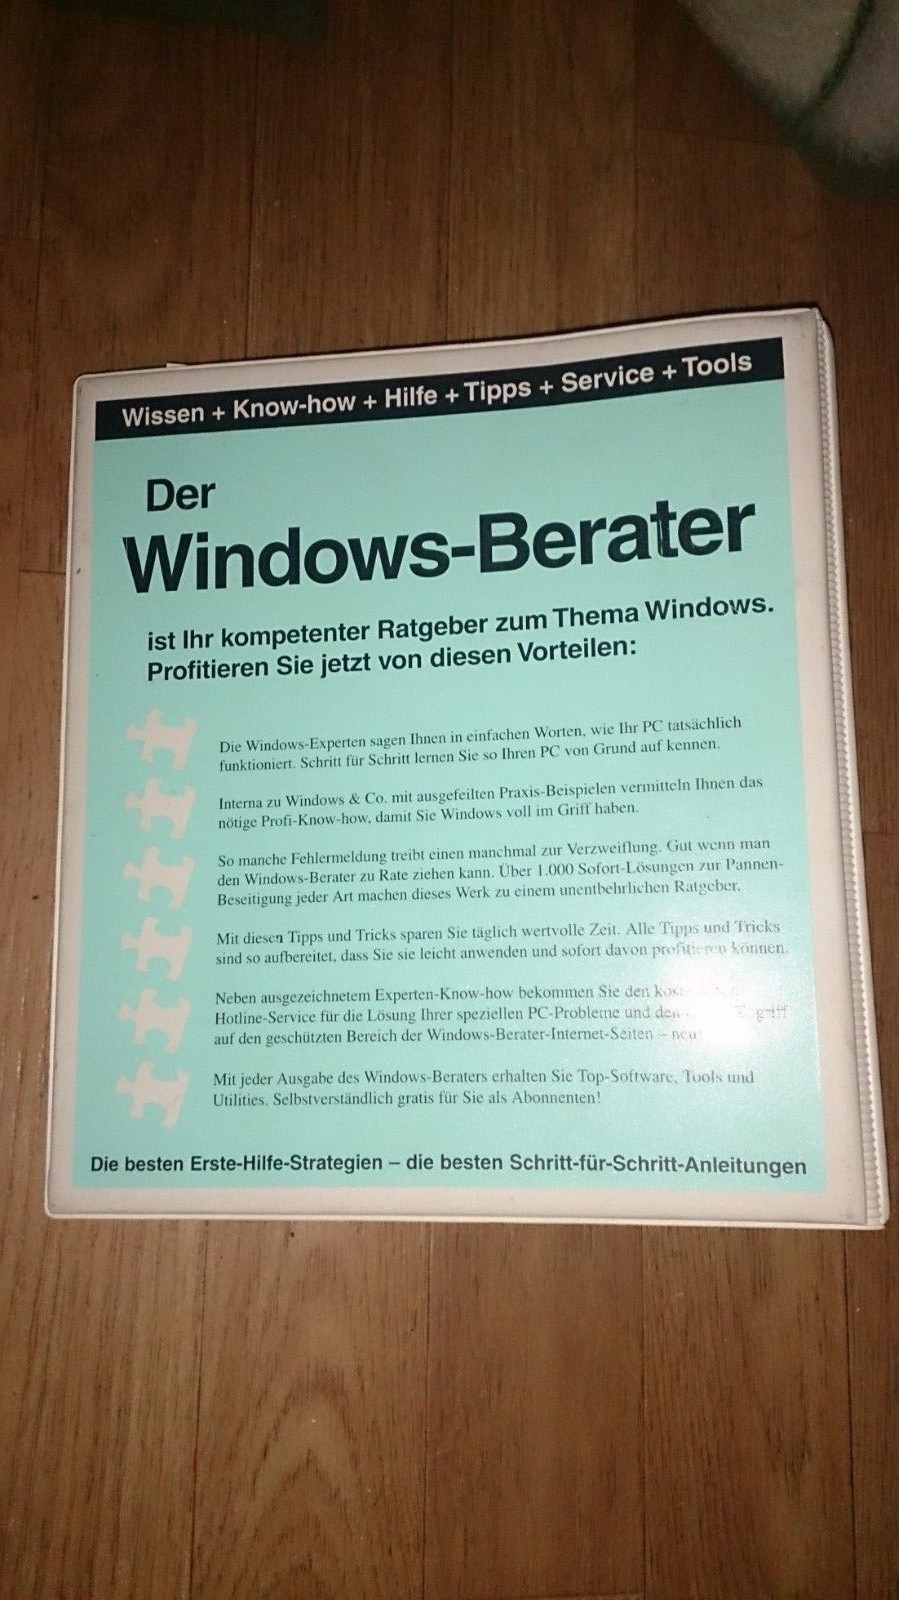 Wissen + Know-how + Hilfe + Tipps + Service + Tools
Der
Windows-Berater
ist Ihr kompetenter Ratgeber zum Thema Windows.
Profitieren Sie jetzt von diesen Vorteilen:
Die Windows-Experten sagen Ihnen in einfachen Worten, wie Ihr PC tatsächlich
funktioniert. Schritt für Schritt lernen Sie so Ihren PC von Grund auf kennen.
Interna zu Windows & Co. mit ausgefeilten Praxis-Beispielen vermitteln Ihnen das
nötige Profi-Know-how, damit Sie Windows voll im Griff haben.
So manche Fehlermeldung treibt einen manchmal zur Verzweiflung. Gut wenn man
den Windows-Berater zu Rate ziehen kann. Über 1.000 Sofort-Lösungen zur Pannen-
Beseitigung jeder Art machen dieses Werk zu einem unentbehrlichen Ratgeber.
Mit diesen Tipps und Tricks sparen Sie täglich wertvolle Zeit. Alle Tipps und Tricks
sind so aufbereitet, dass Sie sie leicht anwenden und sofort davon profitieren können.
Neben ausgezeichnetem Experten-Know-how bekommen Sie den
Hotline-Service für die Lösung Ihrer speziellen PC-Probleme und den
auf den geschützten Bereich der Windows-Berater-Internet-Seiten – neu!
Mit jeder Ausgabe des Windows-Beraters erhalten Sie Top-Software, Tools und
Utilities. Selbstverständlich gratis für Sie als Abonnenten!
Die besten Erste-Hilfe-Strategien – die besten Schritt-für-Schritt-Anleitungen